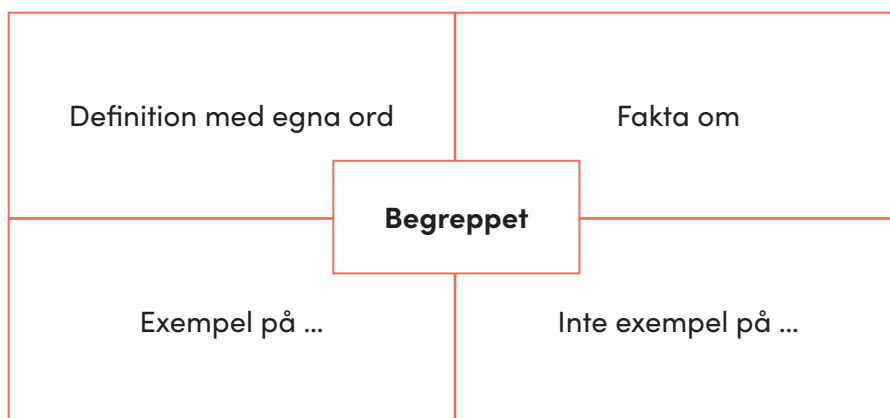 Definition med egna ord
Fakta om
Begreppet
Exempel på ...
Inte exempel på ...